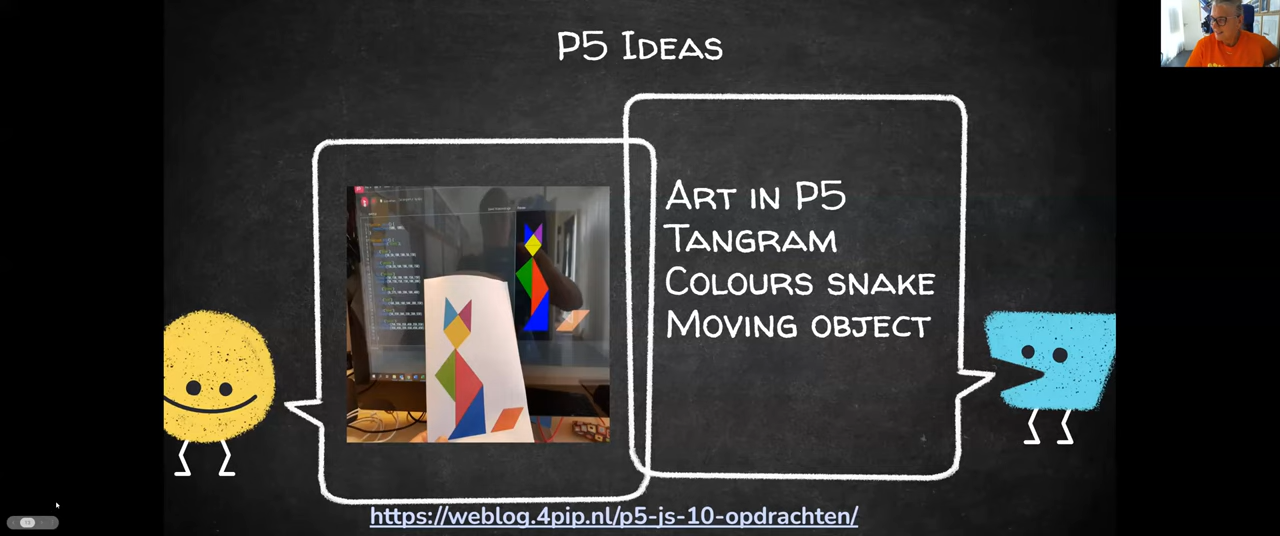 P5 Ideas
Art in P5
Tangram
Colours snake
Moving object
https://weblog.4pip.nl/p5-js-10-opdrachten/